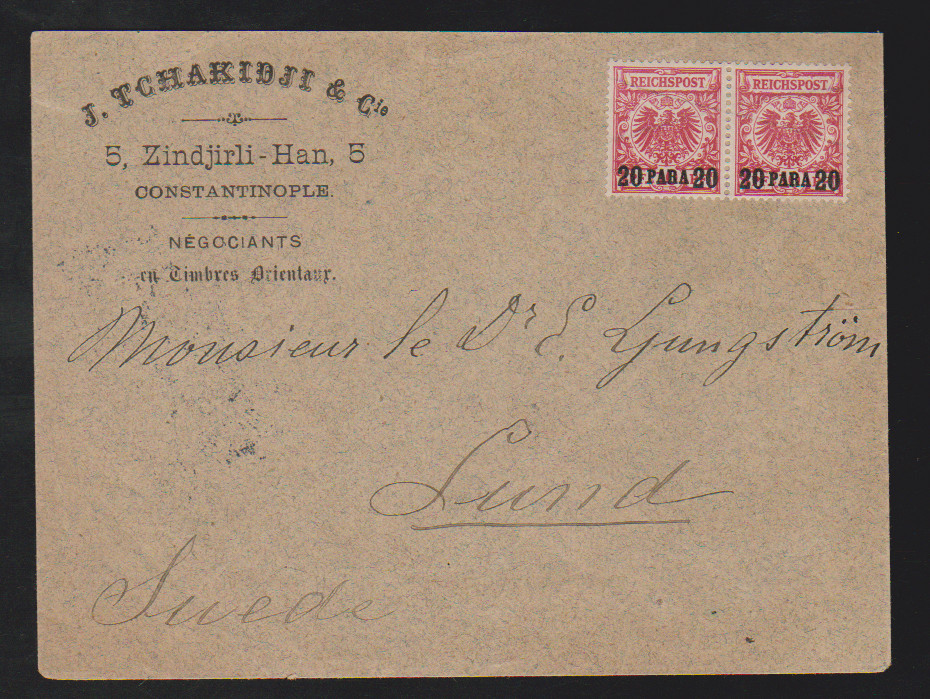 J. TCHAKIDJI & Cie
5, Zindjirli-Han, 5
CONSTANTINOPLE.
NÉGOCIANTS
en Timbres Orientaux.
REICHSPOST
20 PARA 20
REICHSPOST
20 PARA 20
Monsieur le Dr E. Ljungström
Lund
Suède